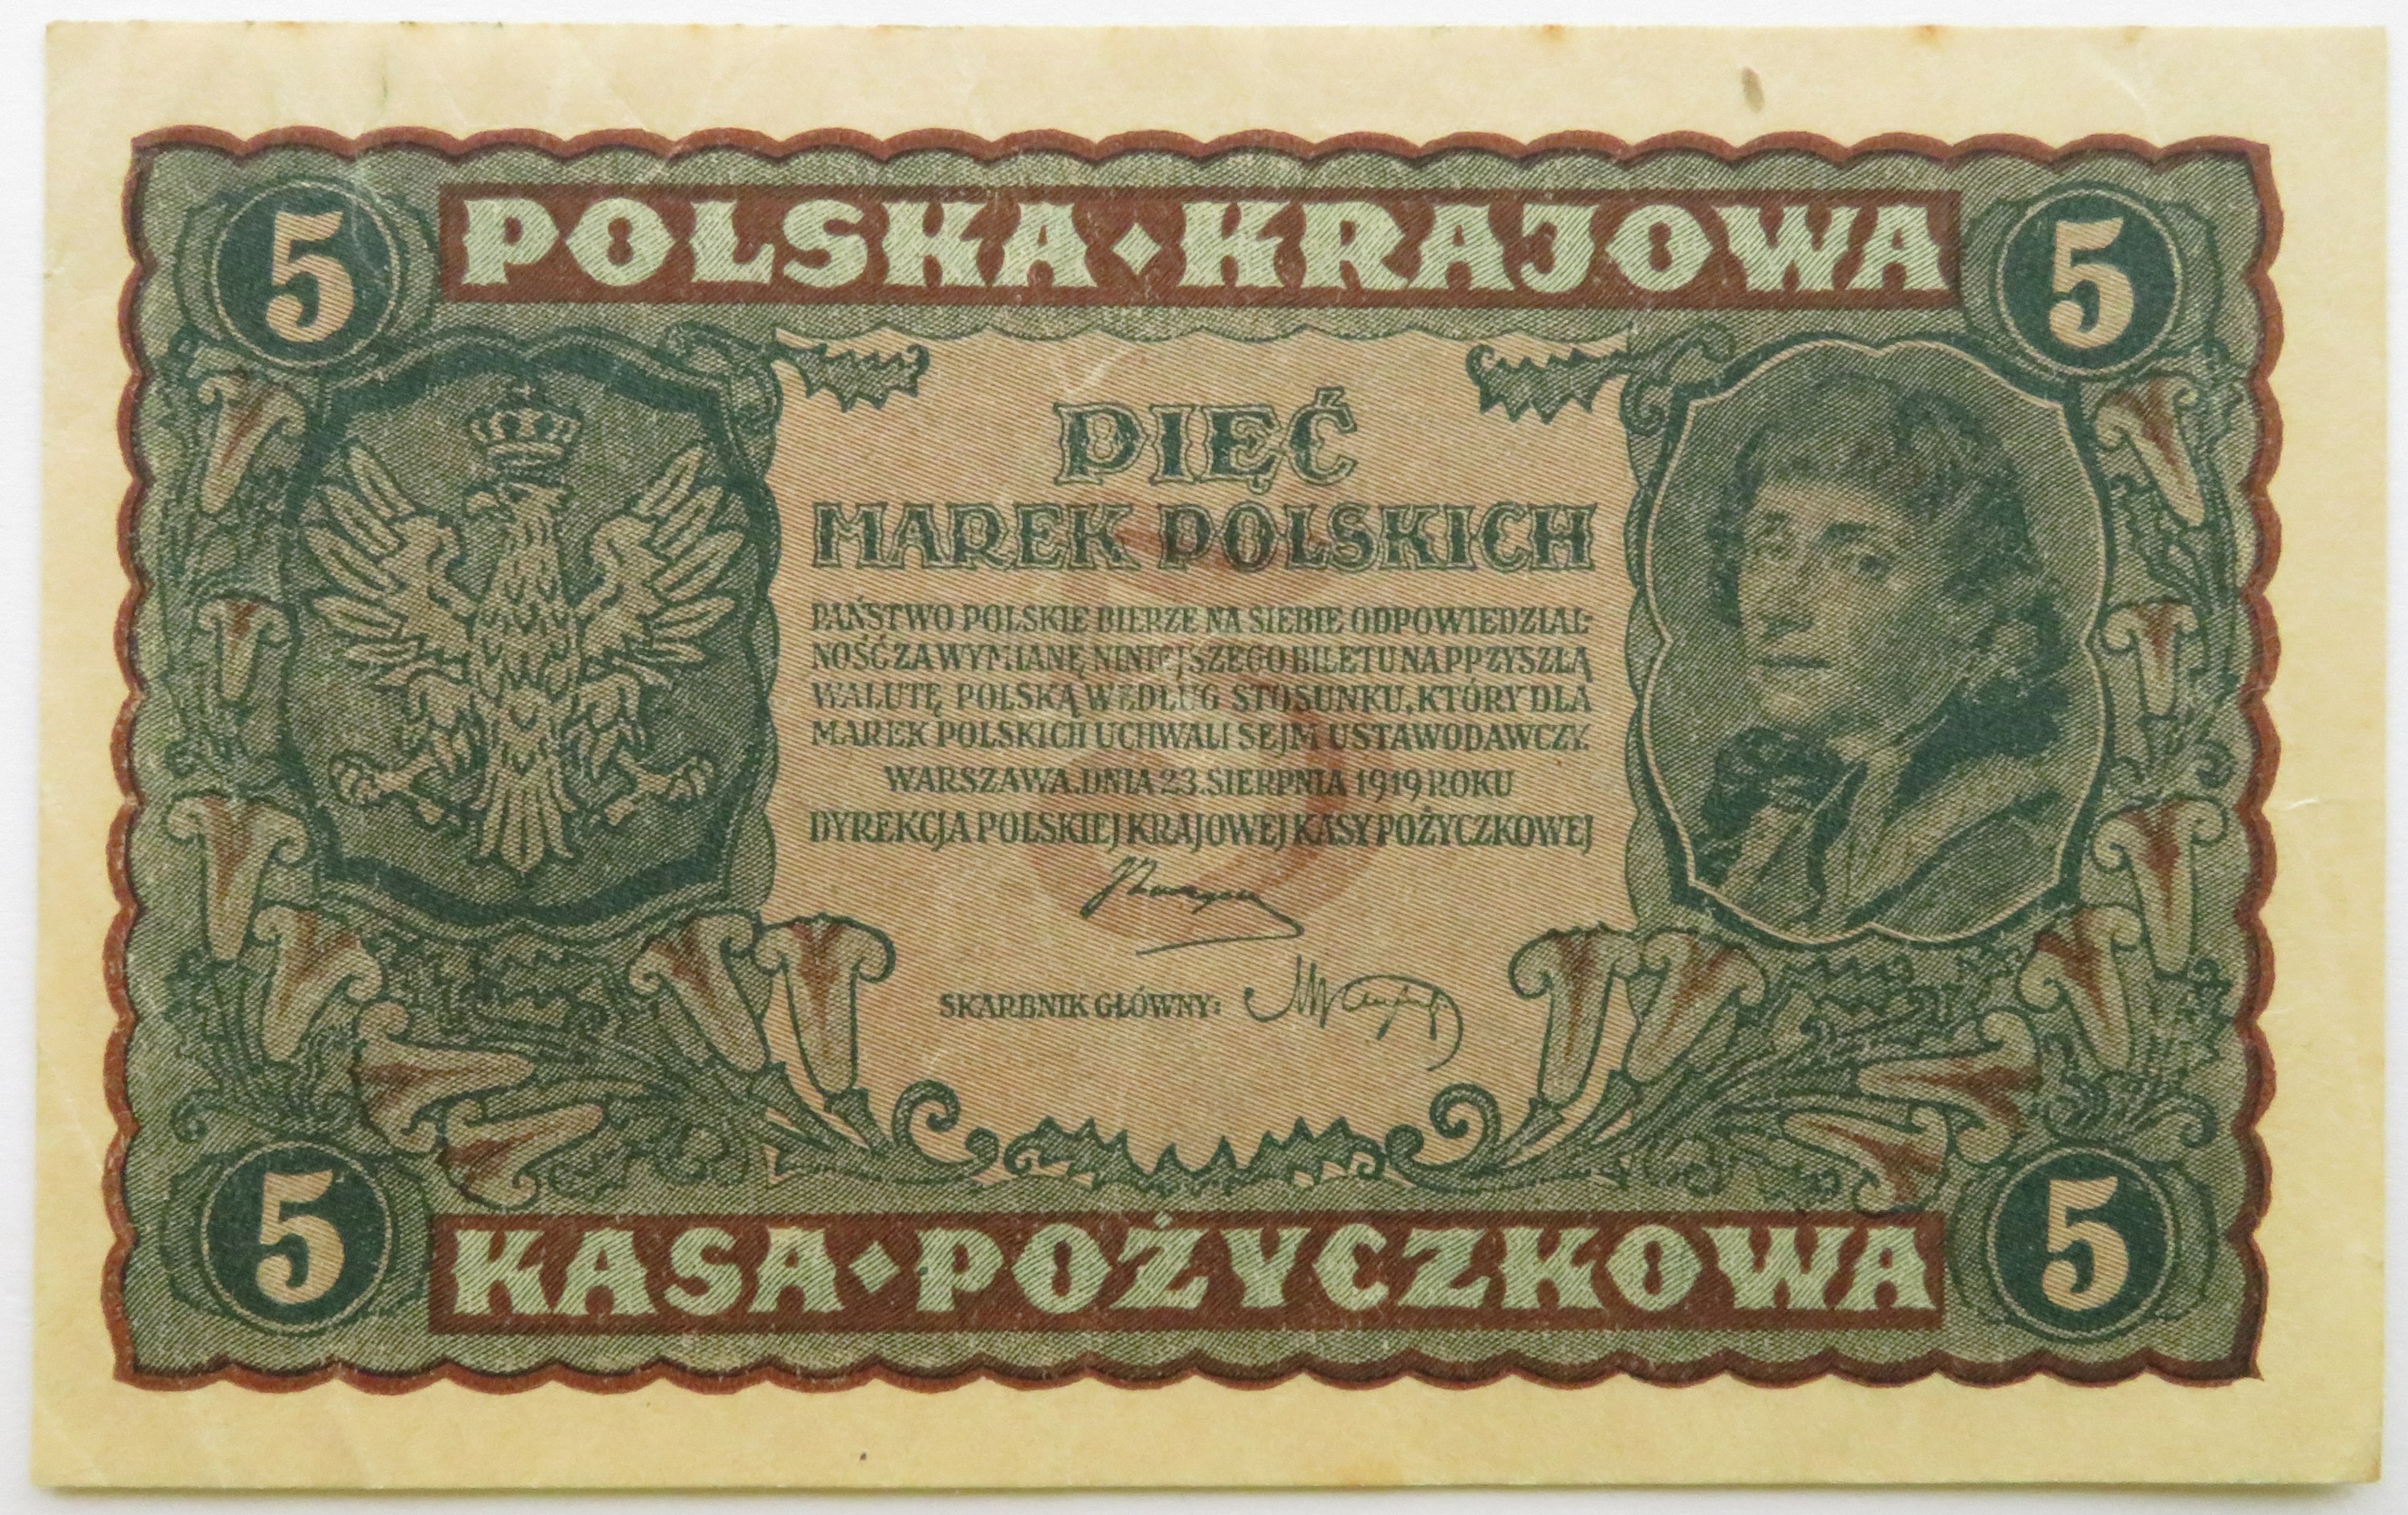 5 POLSKA◆KRAJOWA 5
PIĘĆ
MAREK POLSKICH
PAŃSTWO POLSKIE BIERZE NA SIEBIE ODPOWIEDZIAL-
NOŚĆ ZA WYMIANĘ NINIEJSZEGO BILETU NA PRZYSZŁĄ
WALUTĘ POLSKĄ WEDŁUG STOSUNKU, KTÓRY DLA
MAREK POLSKICH UCHWALI SEJM USTAWODAWCZY.
WARSZAWA.DNIA 23.SIERPNIA 1919 ROKU
DYREKCJA POLSKIEJ KRAJOWEJ KASY POŻYCZKOWEJ
SKARBNIK GŁÓWNY:
5 KASA◆POŻYCZKOWA 5